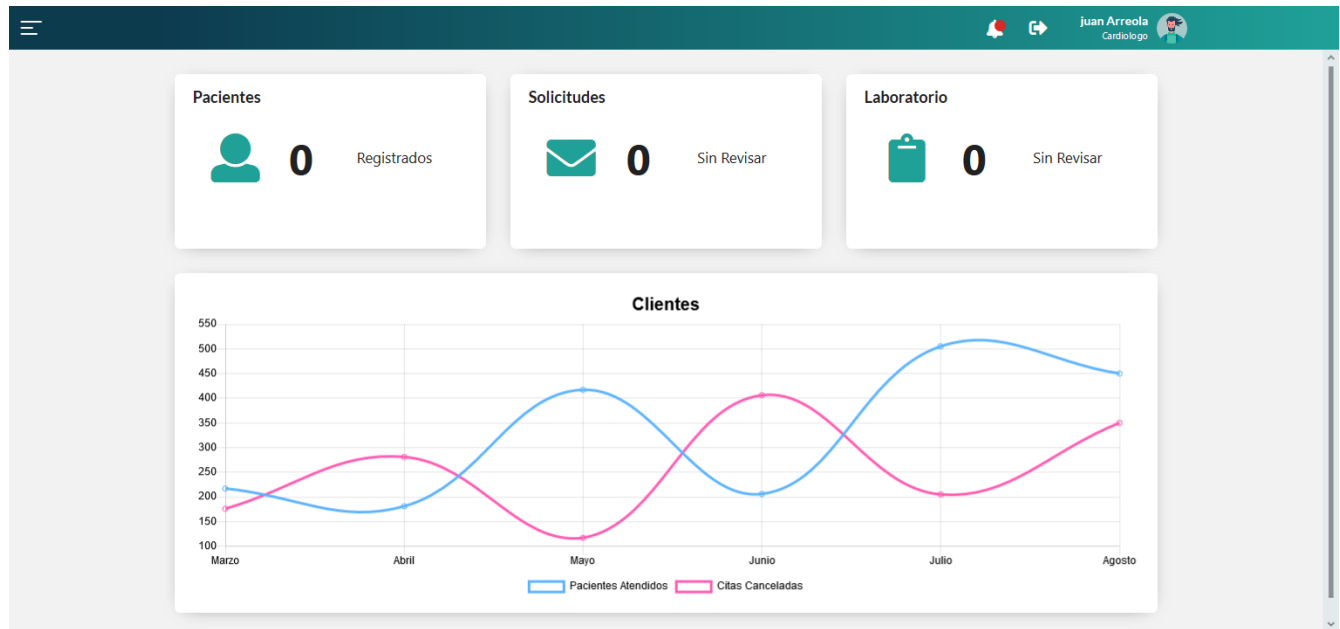 juan Arreola
Cardiologo
Pacientes
0 Registrados
Solicitudes
0 Sin Revisar
Laboratorio
0 Sin Revisar
Clientes
550
500
450
400
350
300
250
200
150
100
Marzo Abril Mayo Junio Julio Agosto
Pacientes Atendidos Citas Canceladas